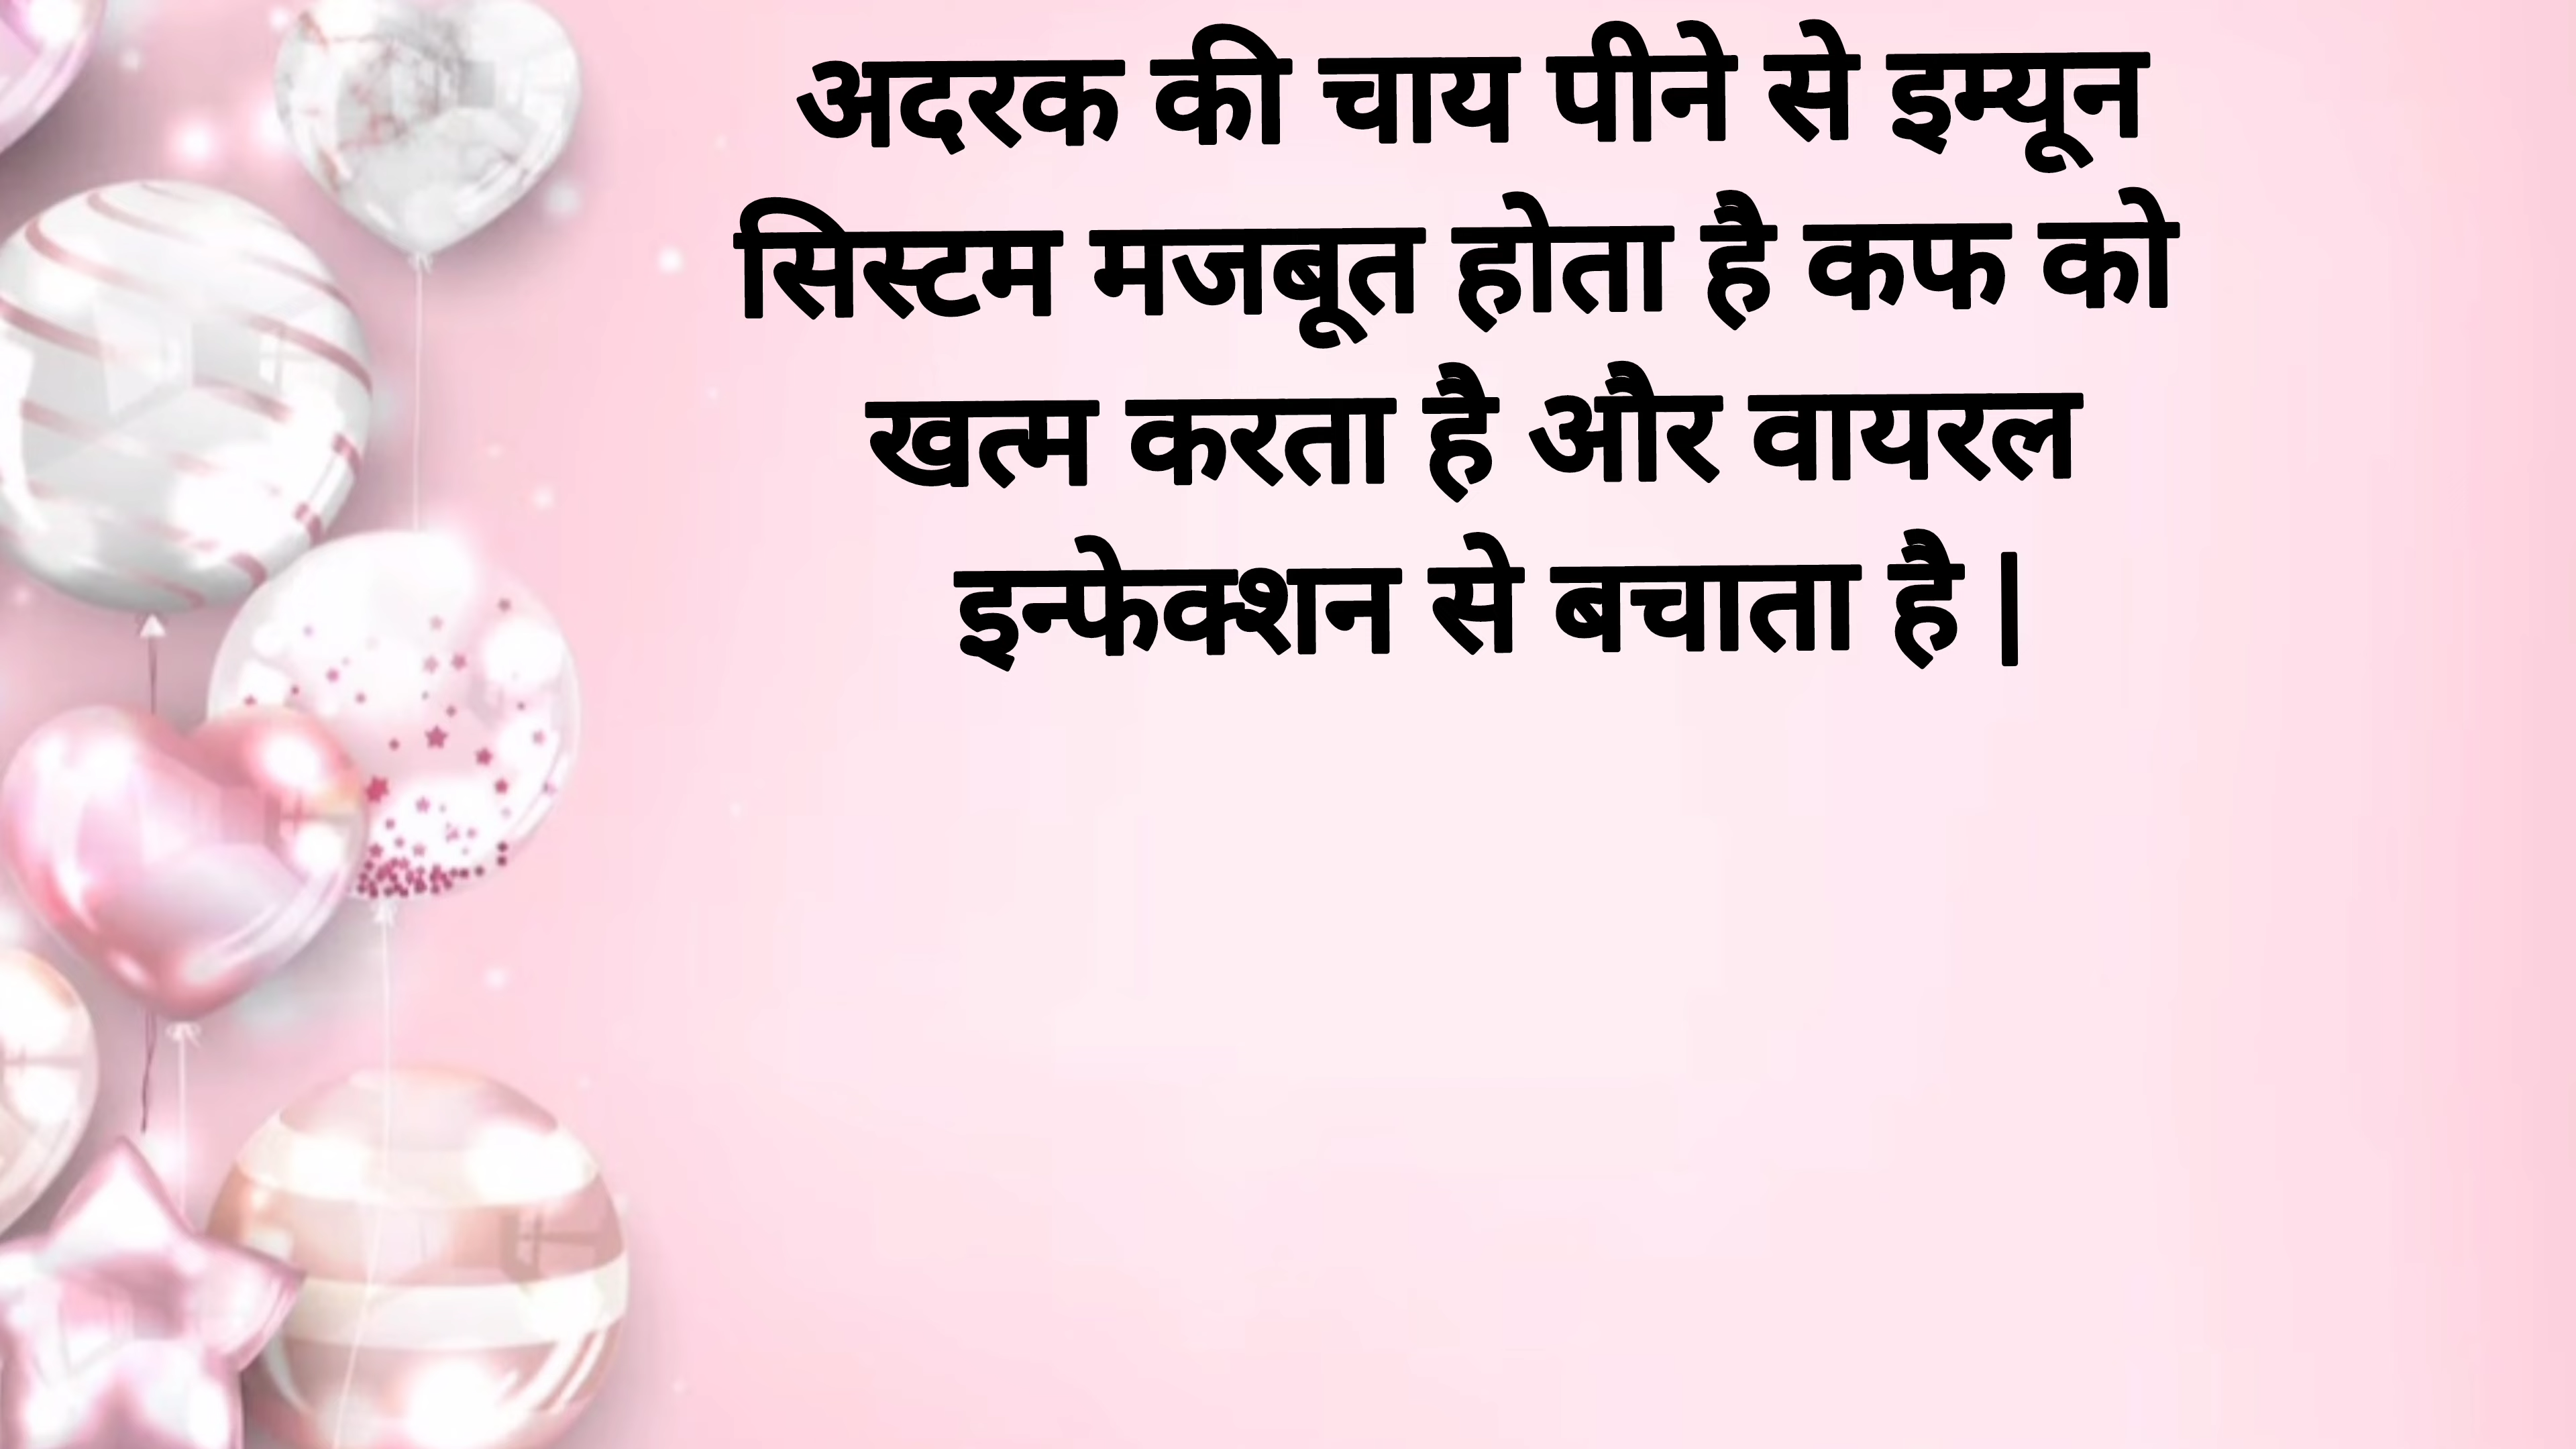 अदरक की चाय पीने से इम्यून
सिस्टम मजबूत होता है कफ को
खत्म करता है और वायरल
इन्फेक्शन से बचाता है |